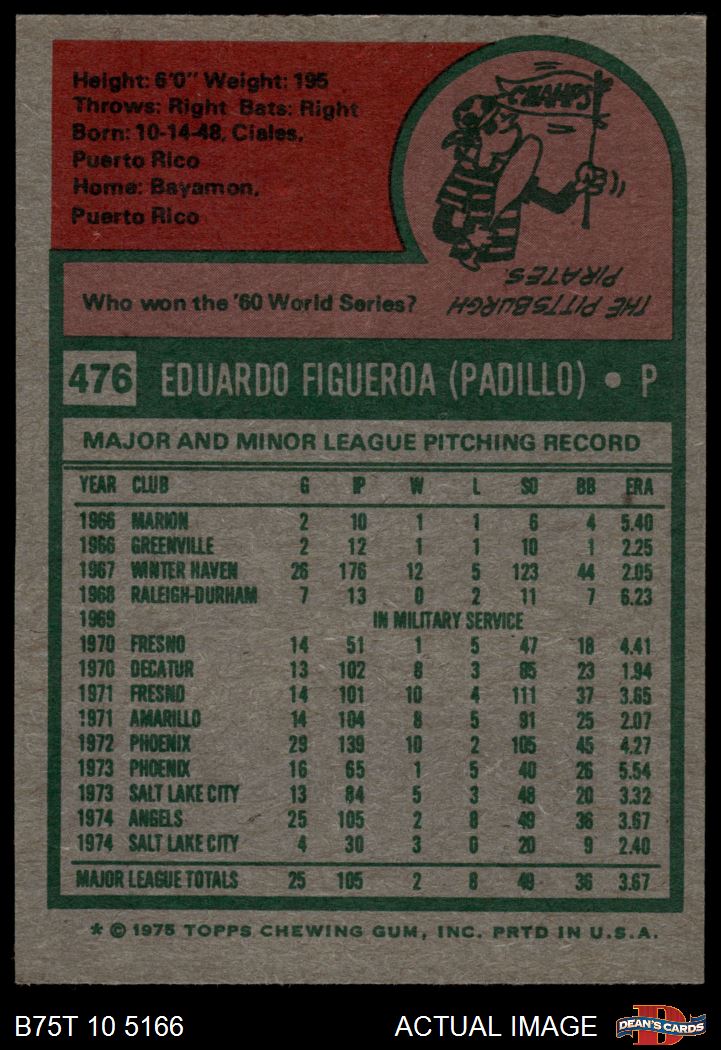 Height: 6'0" Weight: 195
Throws: Right Bats: Right
Born: 10-14-48, Ciales,
Puerto Rico
Home: Bayamon,
Puerto Rico
CHAMPS
Who won the '60 World Series?
THE PITTSBURGH
PIRATES.
476 EDUARDO FIGUEROA (PADILLO) • P
MAJOR AND MINOR LEAGUE PITCHING RECORD
YEAR CLUB G IP W L SO BB ERA
1966 MARION 2 10 1 1 6 4 5.40
1966 GREENVILLE 2 12 1 1 10 1 2.25
1967 WINTER HAVEN 26 176 12 5 123 44 2.05
1968 RALEIGH-DURHAM 7 13 0 2 11 7 6.23
1969 IN MILITARY SERVICE
1970 FRESNO 14 51 1 5 47 18 4.41
1970 DECATUR 13 102 8 3 85 23 1.94
1971 FRESNO 14 101 10 4 111 37 3.65
1971 AMARILLO 14 104 8 5 91 25 2.07
1972 PHOENIX 29 139 10 2 105 45 4.27
1973 PHOENIX 16 65 1 5 40 26 5.54
1973 SALT LAKE CITY 13 84 5 3 48 20 3.32
1974 ANGELS 25 105 2 8 49 36 3.67
1974 SALT LAKE CITY 4 30 3 0 20 9 2.40
MAJOR LEAGUE TOTALS 25 105 2 8 49 36 3.67
* © 1975 TOPPS CHEWING GUM, INC. PRTD IN U.S.A.
B75T 10 5166
ACTUAL IMAGE
D
DEAN'S CARDS